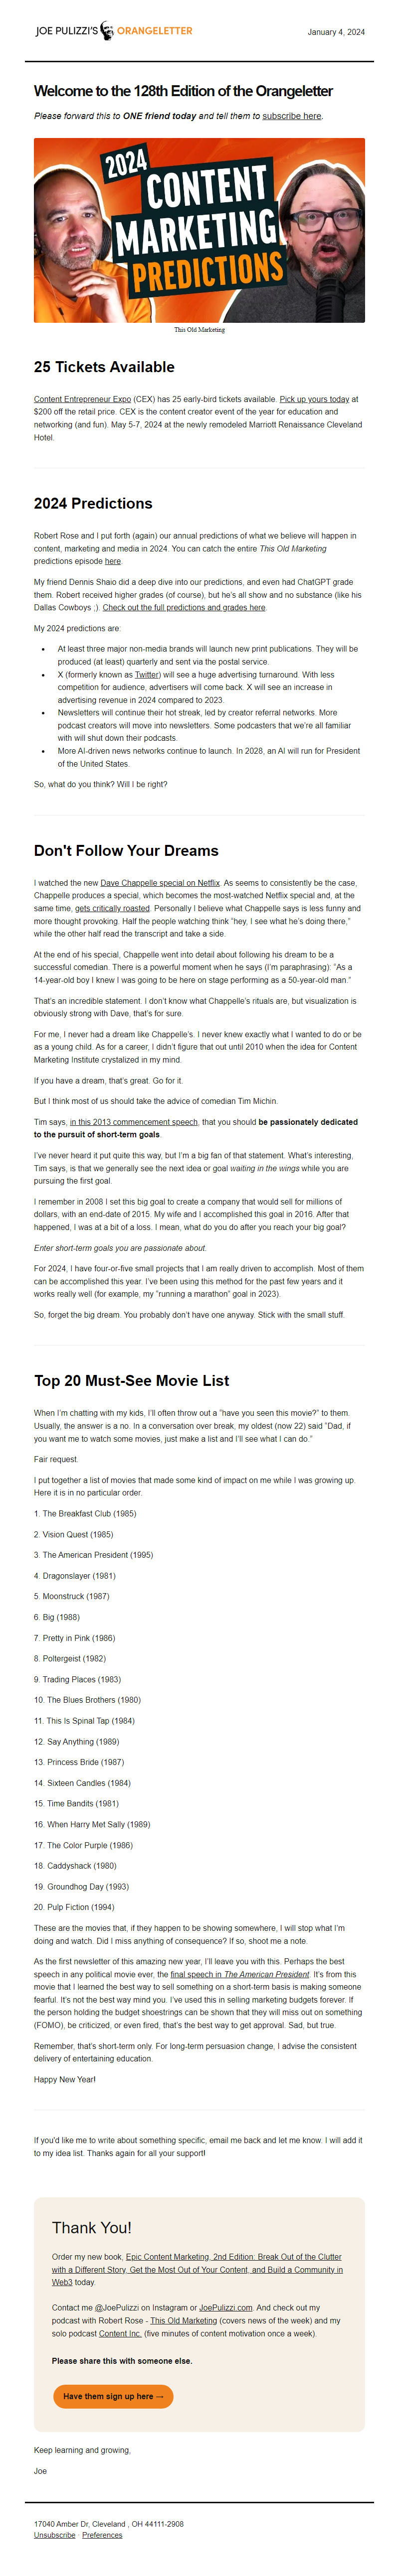 JOE PULIZZI'S ORANGELETTER
January 4, 2024
Welcome to the 128th Edition of the Orangeletter
Please forward this to ONE friend today and tell them to subscribe here.
2024
CONTENT
MARKETING
PREDICTIONS
This Old Marketing
25 Tickets Available
Content Entrepreneur Expo (CEX) has 25 early-bird tickets available. Pick up yours today at
$200 off the retail price. CEX is the content creator event of the year for education and
networking (and fun). May 5-7, 2024 at the newly remodeled Marriott Renaissance Cleveland
Hotel.
2024 Predictions
Robert Rose and I put forth (again) our annual predictions of what we believe will happen in
content, marketing and media in 2024. You can catch the entire This Old Marketing
predictions episode here.
My friend Dennis Shaio did a deep dive into our predictions, and even had ChatGPT grade
them. Robert received higher grades (of course), but he's all show and no substance (like his
Dallas Cowboys ;). Check out the full predictions and grades here.
My 2024 predictions are:
• At least three major non-media brands will launch new print publications. They will be
produced (at least) quarterly and sent via the postal service.
• X (formerly known as Twitter) will see a huge advertising turnaround. With less
competition for audience, advertisers will come back. X will see an increase in
advertising revenue in 2024 compared to 2023.
• Newsletters will continue their hot streak, led by creator referral networks. More
podcast creators will move into newsletters. Some podcasters that we're all familiar
with will shut down their podcasts.
• More AI-driven news networks continue to launch. In 2028, an AI will run for President
of the United States.
So, what do you think? Will I be right?
Don't Follow Your Dreams
I watched the new Dave Chappelle special on Netflix. As seems to consistently be the case,
Chappelle produces a special, which becomes the most-watched Netflix special and, at the
same time, gets critically roasted. Personally I believe what Chappelle says is less funny and
more thought provoking. Half the people watching think "hey, I see what he's doing there,"
while the other half read the transcript and take a side.
At the end of his special, Chappelle went into detail about following his dream to be a
successful comedian. There is a powerful moment when he says (I'm paraphrasing): "As a
14-year-old boy I knew I was going to be here on stage performing as a 50-year-old man."
That's an incredible statement. I don't know what Chappelle's rituals are, but visualization is
obviously strong with Dave, that's for sure.
For me, I never had a dream like Chappelle's. I never knew exactly what I wanted to do or be
as a young child. As for a career, I didn't figure that out until 2010 when the idea for Content
Marketing Institute crystalized in my mind.
If you have a dream, that's great. Go for it.
But I think most of us should take the advice of comedian Tim Michin.
Tim says, in this 2013 commencement speech, that you should be passionately dedicated
to the pursuit of short-term goals.
I've never heard it put quite this way, but I'm a big fan of that statement. What's interesting,
Tim says, is that we generally see the next idea or goal waiting in the wings while you are
pursuing the first goal.
I remember in 2008 I set this big goal to create a company that would sell for millions of
dollars, with an end-date of 2015. My wife and I accomplished this goal in 2016. After that
happened, I was at a bit of a loss. I mean, what do you do after you reach your big goal?
Enter short-term goals you are passionate about.
For 2024, I have four-or-five small projects that I am really driven to accomplish. Most of them
can be accomplished this year. I've been using this method for the past few years and it
works really well (for example, my "running a marathon" goal in 2023).
So, forget the big dream. You probably don't have one anyway. Stick with the small stuff.
Top 20 Must-See Movie List
When I'm chatting with my kids, I'll often throw out a "have you seen this movie?" to them.
Usually, the answer is a no. In a conversation over break, my oldest (now 22) said "Dad, if
you want me to watch some movies, just make a list and I'll see what I can do."
Fair request.
I put together a list of movies that made some kind of impact on me while I was growing up.
Here it is in no particular order.
1. The Breakfast Club (1985)
2. Vision Quest (1985)
3. The American President (1995)
4. Dragonslayer (1981)
5. Moonstruck (1987)
6. Big (1988)
7. Pretty in Pink (1986)
8. Poltergeist (1982)
9. Trading Places (1983)
10. The Blues Brothers (1980)
11. This Is Spinal Tap (1984)
12. Say Anything (1989)
13. Princess Bride (1987)
14. Sixteen Candles (1984)
15. Time Bandits (1981)
16. When Harry Met Sally (1989)
17. The Color Purple (1986)
18. Caddyshack (1980)
19. Groundhog Day (1993)
20. Pulp Fiction (1994)
These are the movies that, if they happen to be showing somewhere, I will stop what I'm
doing and watch. Did I miss anything of consequence? If so, shoot me a note.
As the first newsletter of this amazing new year, I'll leave you with this. Perhaps the best
speech in any political movie ever, the final speech in The American President. It's from this
movie that I learned the best way to sell something on a short-term basis is making someone
fearful. It's not the best way mind you. I've used this in selling marketing budgets forever. If
the person holding the budget shoestrings can be shown that they will miss out on something
(FOMO), be criticized, or even fired, that's the best way to get approval. Sad, but true.
Remember, that's short-term only. For long-term persuasion change, I advise the consistent
delivery of entertaining education.
Happy New Year!
If you'd like me to write about something specific, email me back and let me know. I will add it
to my idea list. Thanks again for all your support!
Thank You!
Order my new book, Epic Content Marketing, 2nd Edition: Break Out of the Clutter
with a Different Story, Get the Most Out of Your Content, and Build a Community in
Web3 today.
Contact me @JoePulizzi on Instagram or JoePulizzi.com. And check out my
podcast with Robert Rose - This Old Marketing (covers news of the week) and my
solo podcast Content Inc. (five minutes of content motivation once a week).
Please share this with someone else.
Have them sign up here →
Keep learning and growing,
Joe
17040 Amber Dr, Cleveland , OH 44111-2908
Unsubscribe · Preferences